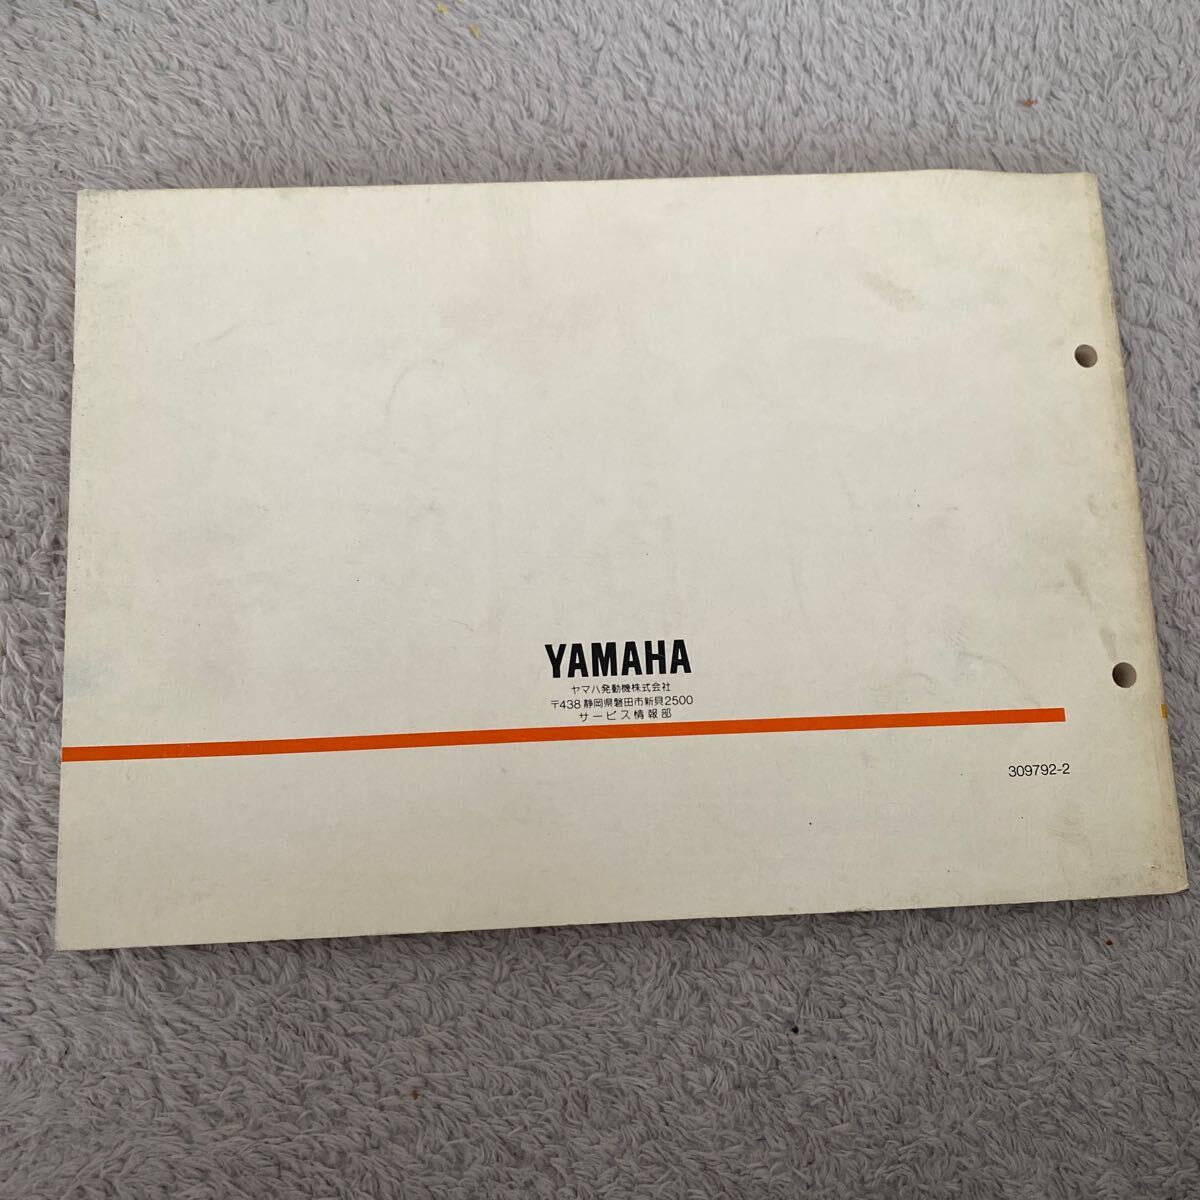 YAMAHA
ヤマハ発動機株式会社
〒438 静岡県磐田市新貝2500
サービス情報部
309792-2